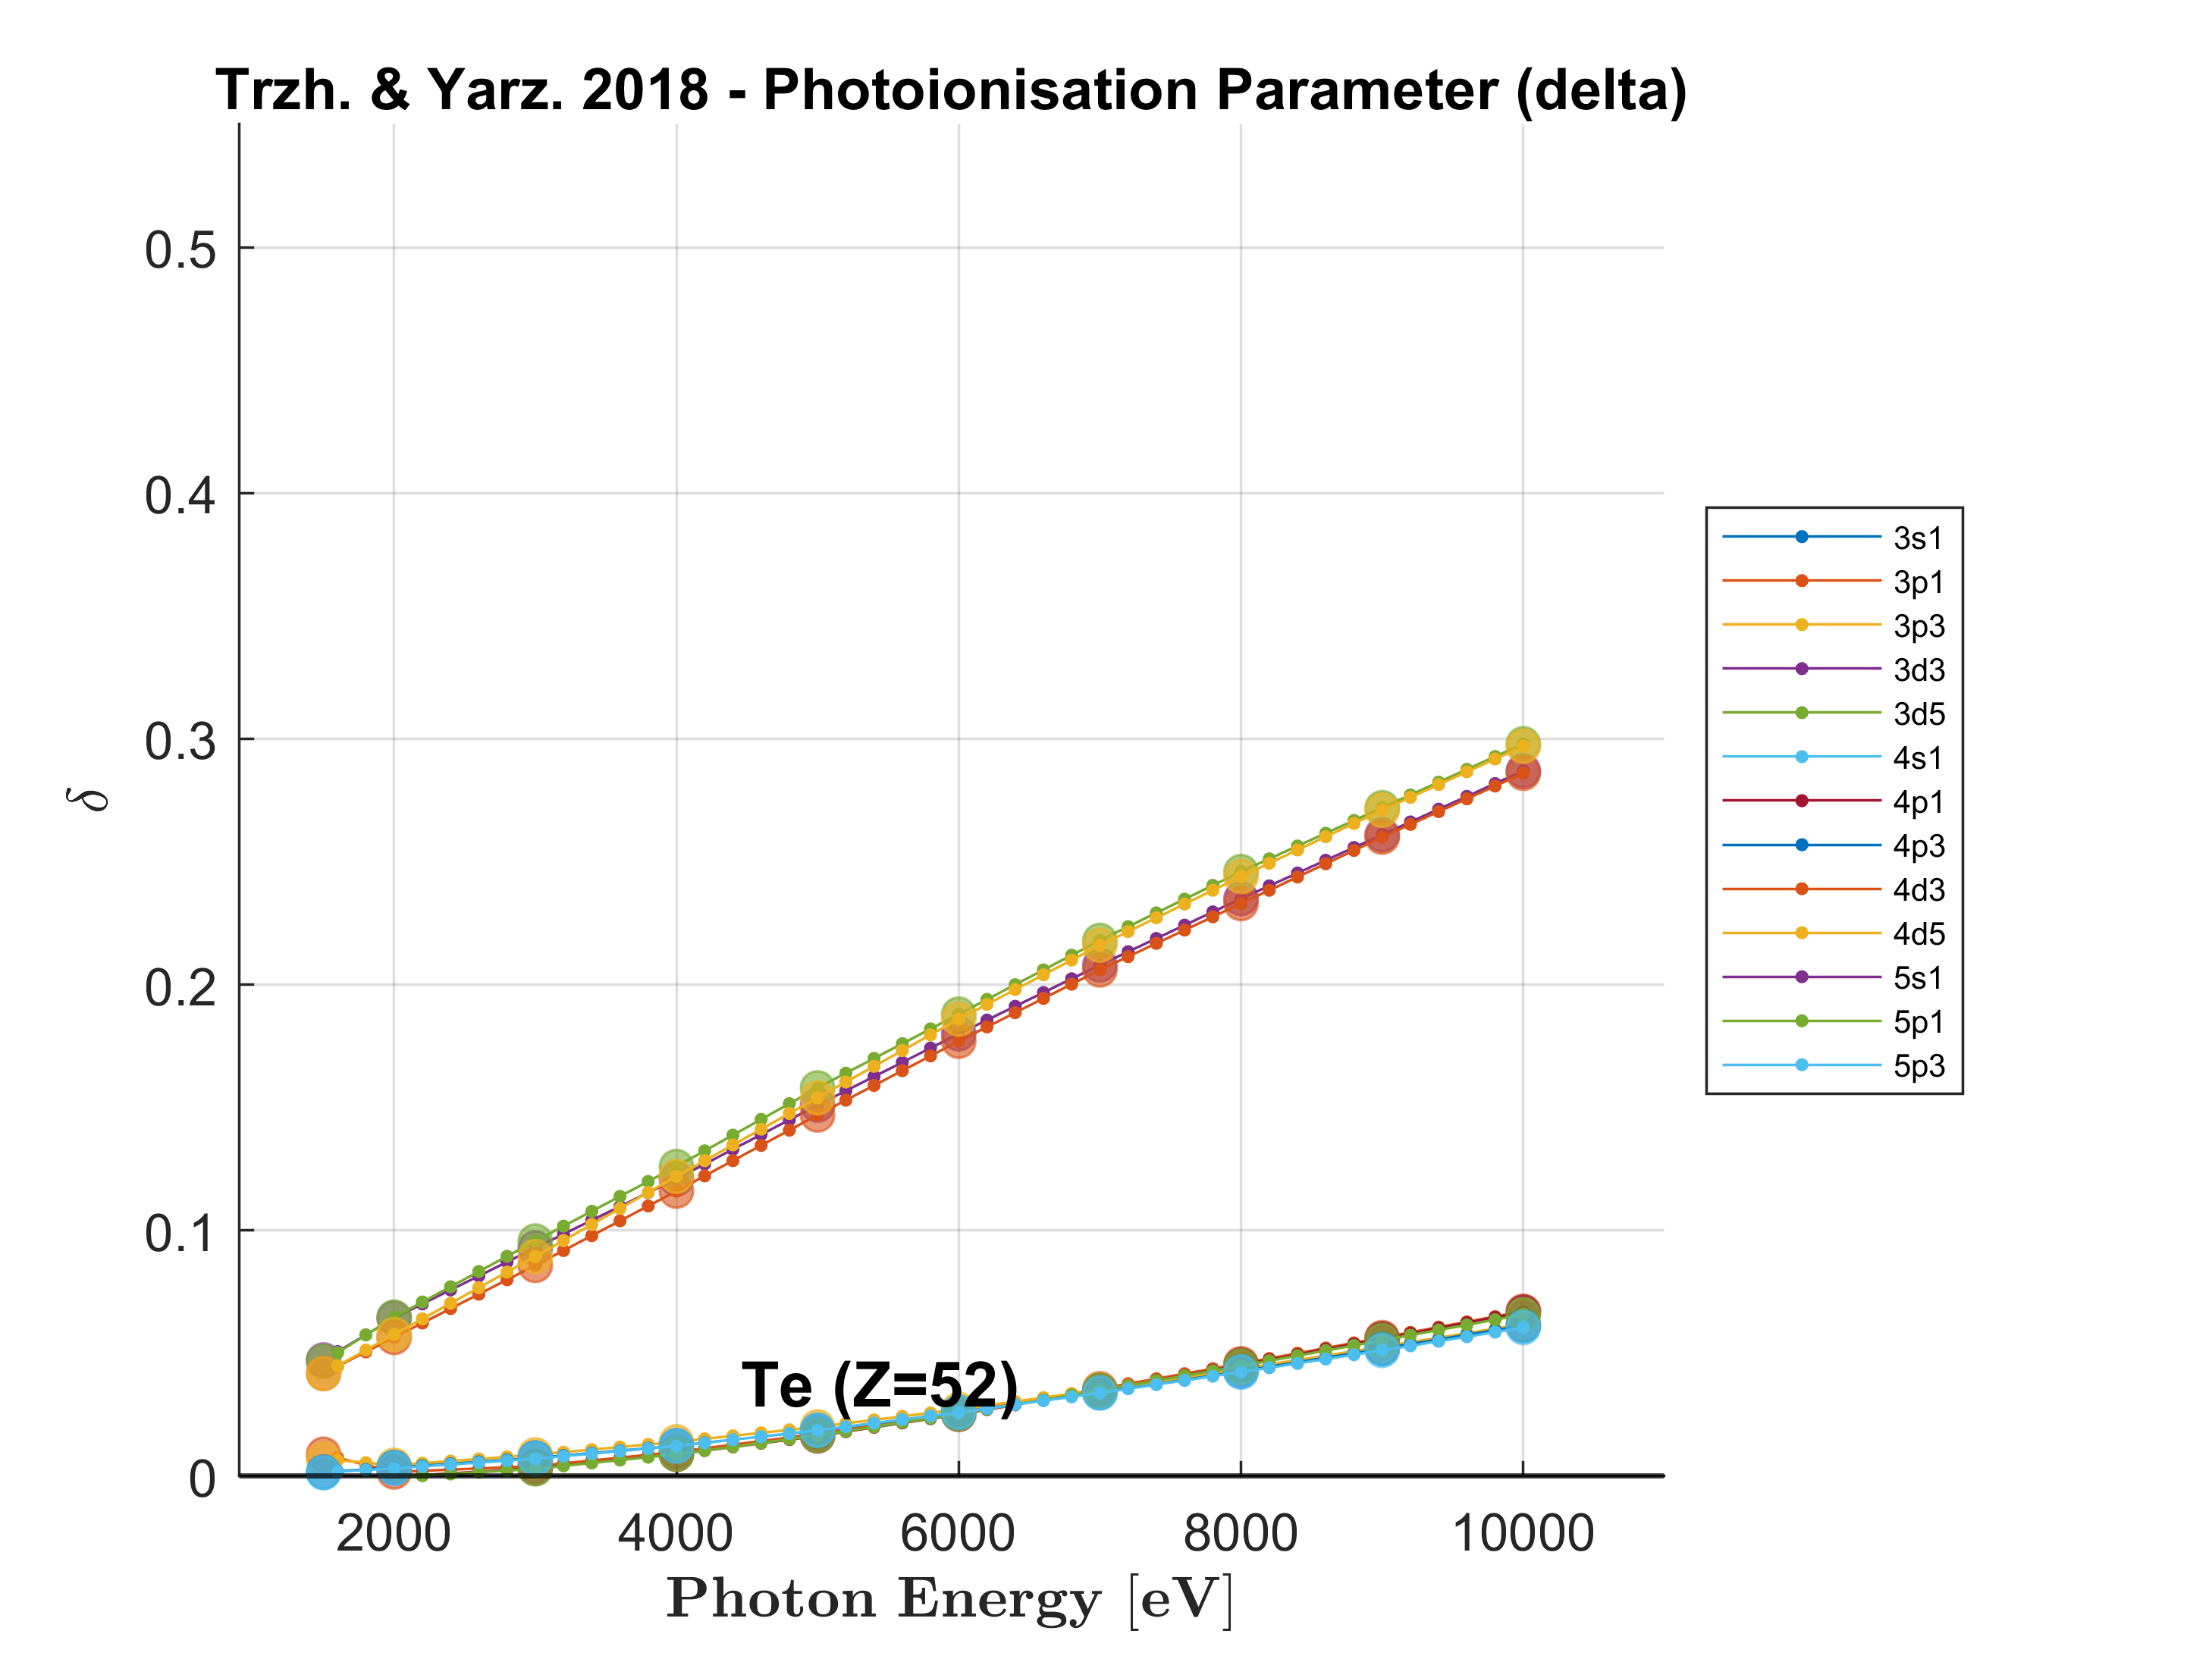 Trzh. & Yarz. 2018 - Photoionisation Parameter (delta)
0.5
0.4
0.3
0.2
0.1
0
δ
Te (Z=52)
2000 4000 6000 8000 10000
Photon Energy [eV]
3s1
3p1
3p3
3d3
3d5
4s1
4p1
4p3
4d3
4d5
5s1
5p1
5p3